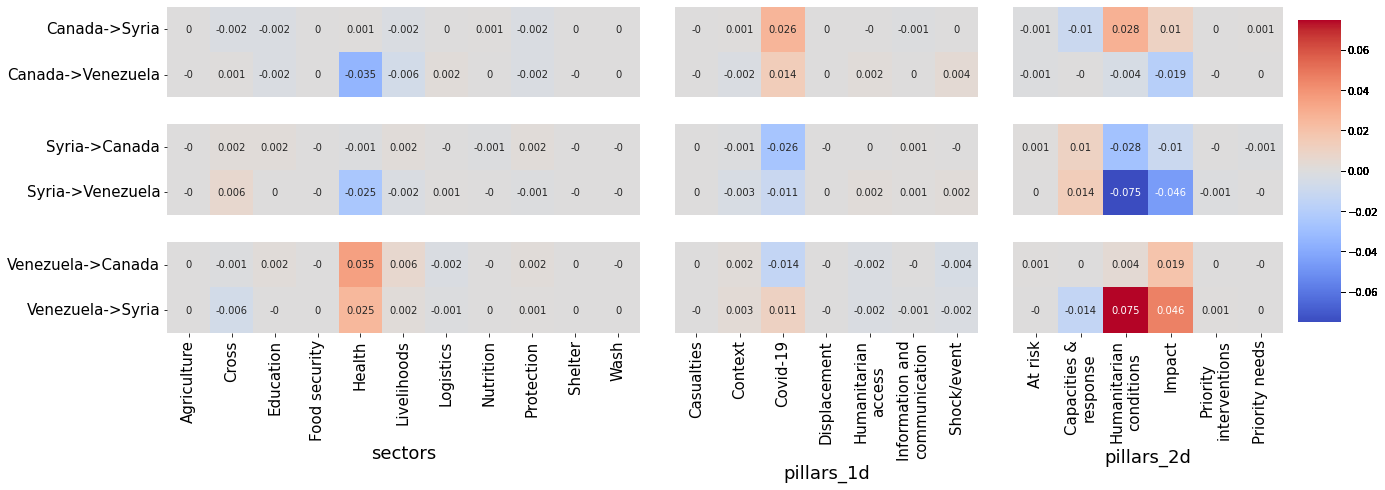 Canada->Syria 0 -0.002 -0.002 0 0.001 -0.002 0 0.001 -0.002 0 0 -0 0.001 0.026 0 -0 -0.001 0 -0.001 -0.01 0.028 0.01 0 0.001
Canada->Venezuela -0 0.001 -0.002 0 -0.035 -0.006 0.002 0 -0.002 -0 0 -0 -0.002 0.014 0 0.002 0 0.004 -0.001 -0 -0.004 -0.019 -0 0
Syria->Canada -0 0.002 0.002 -0 -0.001 0.002 -0 -0.001 0.002 -0 -0 0 -0.001 -0.026 -0 0 0.001 -0 0.001 0.01 -0.028 -0.01 -0 -0.001
Syria->Venezuela -0 0.006 0 -0 -0.025 -0.002 0.001 -0 -0.001 -0 0 0 -0.003 -0.011 0 0.002 0.001 0.002 0 0.014 -0.075 -0.046 -0.001 -0
Venezuela->Canada 0 -0.001 0.002 -0 0.035 0.006 -0.002 -0 0.002 0 -0 0 0.002 -0.014 -0 -0.002 -0 -0.004 0.001 0 0.004 0.019 0 -0
Venezuela->Syria 0 -0.006 -0 0 0.025 0.002 -0.001 0 0.001 0 -0 -0 0.003 0.011 -0 -0.002 -0.001 -0.002 -0 -0.014 0.075 0.046 0.001 0
Agriculture
Cross
Education
Food security
Health
Livelihoods
Logistics
Nutrition
Protection
Shelter
Wash
sectors
Casualties
Context
Covid-19
Displacement
Humanitarian
access
Information and
communication
Shock/event
pillars_1d
At risk
Capacities &
response
Humanitarian
conditions
Impact
Priority
interventions
Priority needs
pillars_2d
0.06
0.04
0.02
0.00
−0.02
−0.04
−0.06